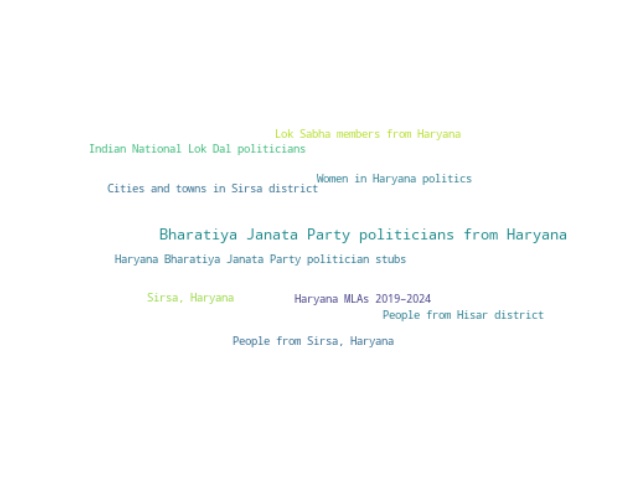 Lok Sabha members from Haryana
Indian National Lok Dal politicians
Women in Haryana politics
Cities and towns in Sirsa district
Bharatiya Janata Party politicians from Haryana
Haryana Bharatiya Janata Party politician stubs
Sirsa, Haryana
Haryana MLAs 2019–2024
People from Hisar district
People from Sirsa, Haryana